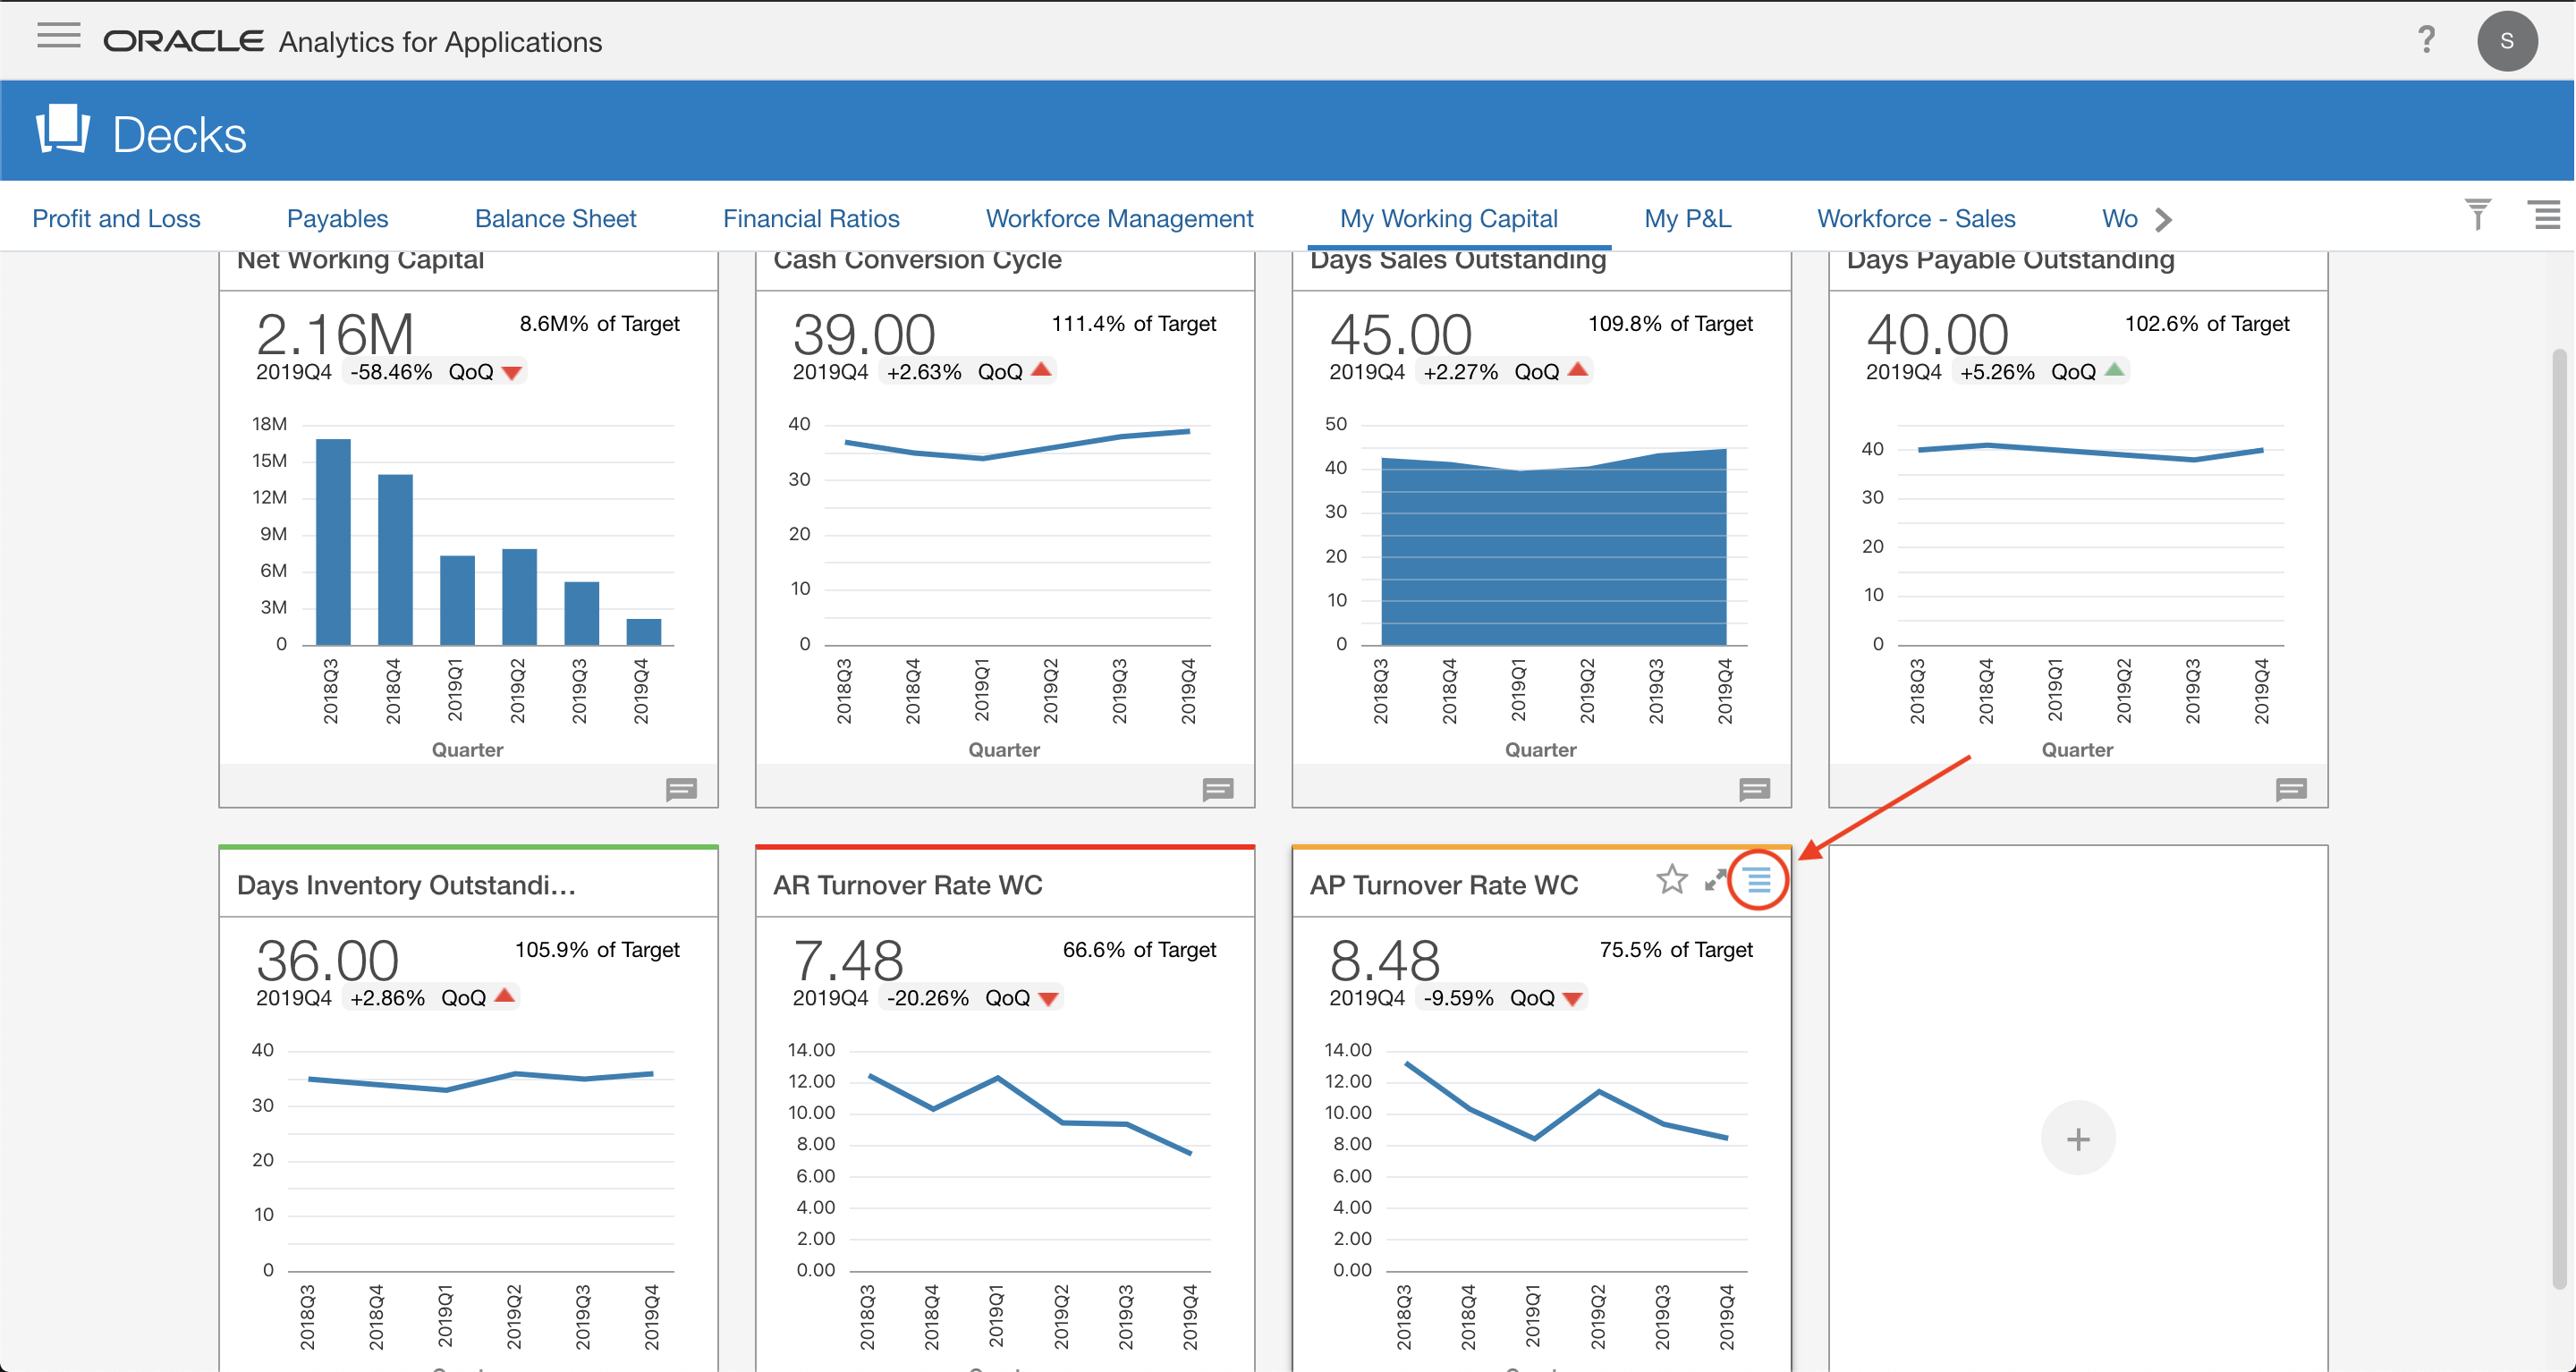 ORACLE Analytics for Applications
?
S
Decks
Profit and Loss
Payables
Balance Sheet
Financial Ratios
Workforce Management
My Working Capital
My P&L
Workforce - Sales
Wo
Net Working Capital
2.16M
8.6M% of Target
2019Q4 -58.46% QoQ
18M
15M
12M
9M
6M
3M
0
2018Q3
2018Q4
2019Q1
2019Q2
2019Q3
2019Q4
Quarter
Cash Conversion Cycle
39.00
111.4% of Target
2019Q4 +2.63% QoQ
40
30
20
10
0
2018Q3
2018Q4
2019Q1
2019Q2
2019Q3
2019Q4
Quarter
Days Sales Outstanding
45.00
109.8% of Target
2019Q4 +2.27% QoQ
50
40
30
20
10
0
2018Q3
2018Q4
2019Q1
2019Q2
2019Q3
2019Q4
Quarter
Days Payable Outstanding
40.00
102.6% of Target
2019Q4 +5.26% QoQ
40
30
20
10
0
2018Q3
2018Q4
2019Q1
2019Q2
2019Q3
2019Q4
Quarter
Days Inventory Outstandi...
36.00
105.9% of Target
2019Q4 +2.86% QoQ
40
30
20
10
0
2018Q3
2018Q4
2019Q1
2019Q2
2019Q3
2019Q4
AR Turnover Rate WC
7.48
66.6% of Target
2019Q4 -20.26% QoQ
14.00
12.00
10.00
8.00
6.00
4.00
2.00
0.00
2018Q3
2018Q4
2019Q1
2019Q2
2019Q3
2019Q4
AP Turnover Rate WC
8.48
75.5% of Target
2019Q4 -9.59% QoQ
14.00
12.00
10.00
8.00
6.00
4.00
2.00
0.00
2018Q3
2018Q4
2019Q1
2019Q2
2019Q3
2019Q4
+